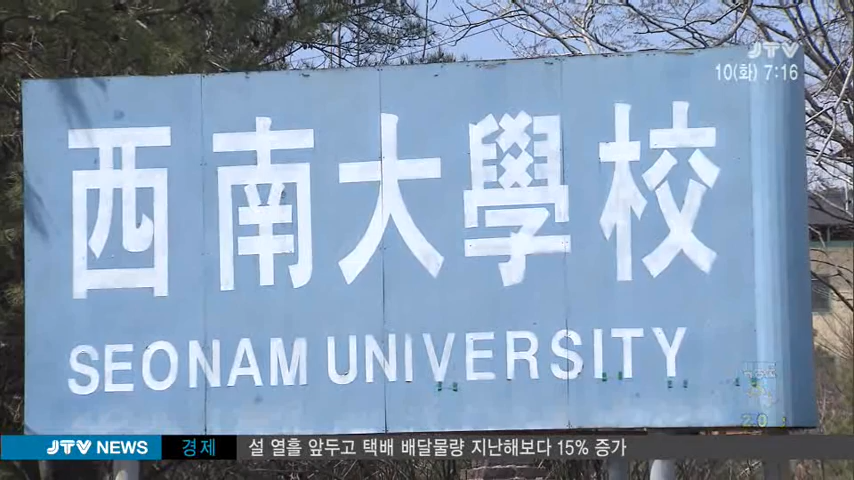 JTV
10(화) 7:16
西南大學校
SEONAM UNIVERSITY
JTV NEWS 경제 설 열흘 앞두고 택배 배달물량 지난해보다 15% 증가